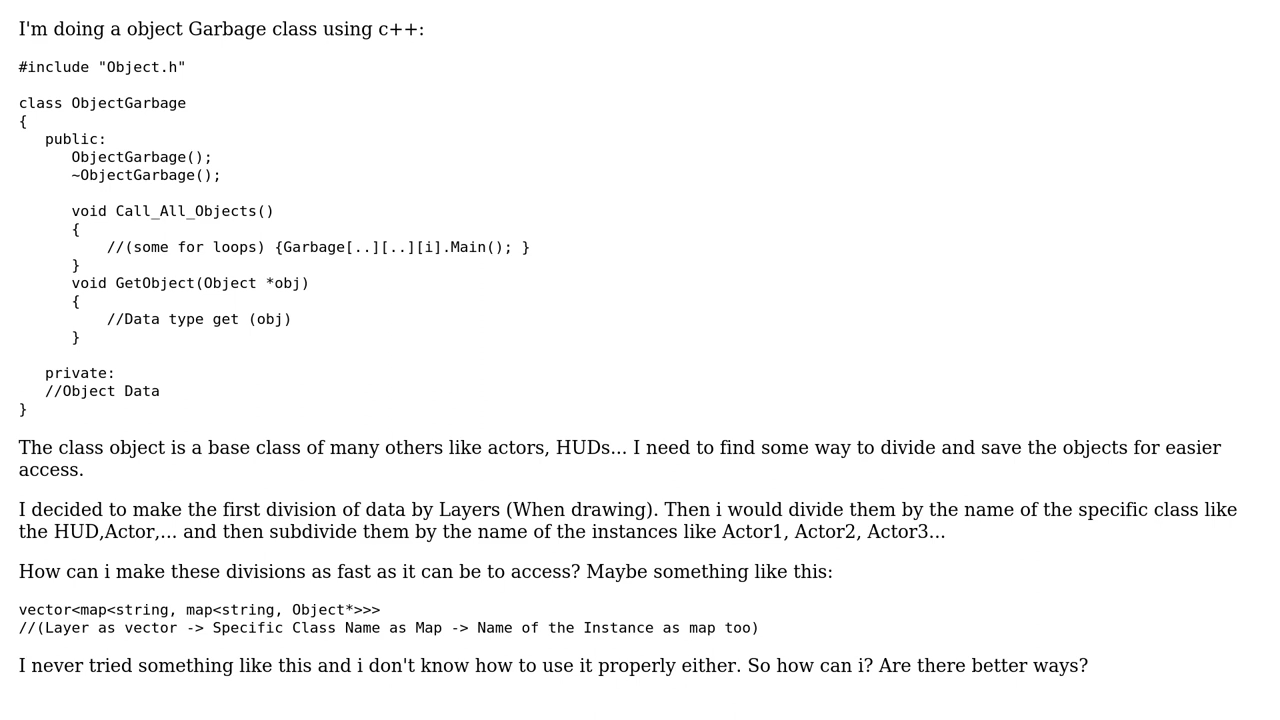 I'm doing a object Garbage class using c++:
#include "Object.h"
class ObjectGarbage
{
   public:
      ObjectGarbage();
      ~ObjectGarbage();
      void Call_All_Objects()
      {
          //(some for loops) {Garbage[..][..][i].Main(); }
      }
      void GetObject(Object *obj)
      {
          //Data type get (obj)
      }
   private:
   //Object Data
}
The class object is a base class of many others like actors, HUDs... I need to find some way to divide and save the objects for easier
access.
I decided to make the first division of data by Layers (When drawing). Then i would divide them by the name of the specific class like
the HUD,Actor,... and then subdivide them by the name of the instances like Actor1, Actor2, Actor3...
How can i make these divisions as fast as it can be to access? Maybe something like this:
vector<map<string, map<string, Object*>>>
//(Layer as vector -> Specific Class Name as Map -> Name of the Instance as map too)
I never tried something like this and i don't know how to use it properly either. So how can i? Are there better ways?